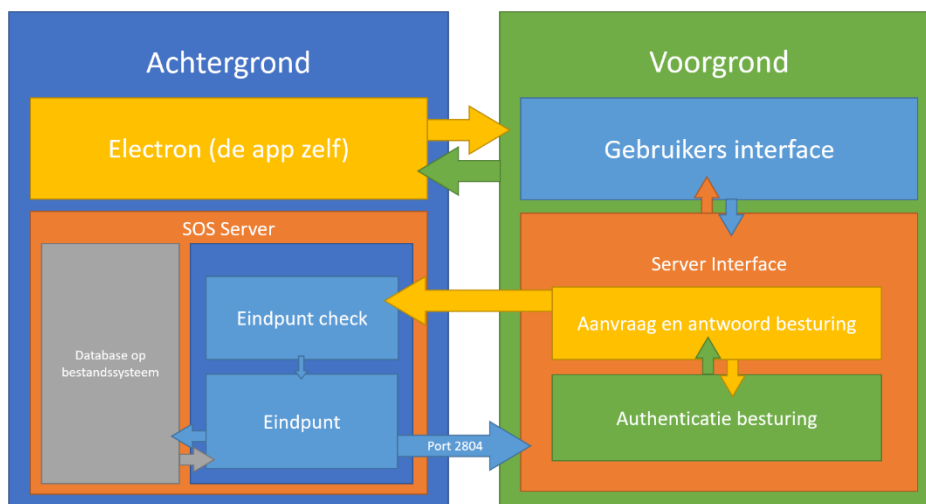 Achtergrond
Electron (de app zelf)
SOS Server
Database op
bestandssysteem
Eindpunt check
Eindpunt
Port 2804
Voorgrond
Gebruikers interface
Server Interface
Aanvraag en antwoord besturing
Authenticatie besturing